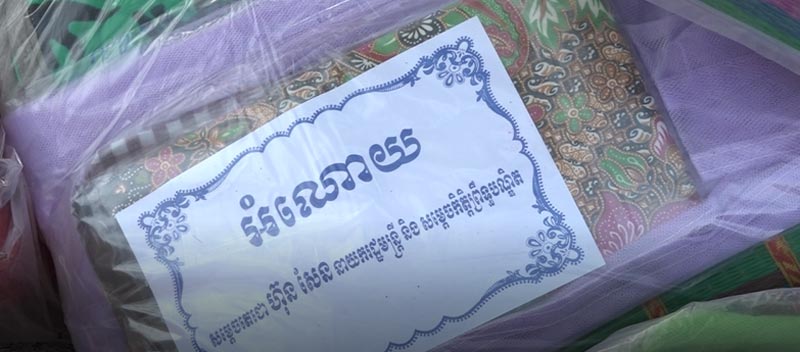 អំណោយ
សម្តេចតេជោ ហ៊ុន សែន នាយករដ្ឋមន្ត្រី និង សម្តេចកិត្តិព្រឹទ្ធបណ្ឌិត